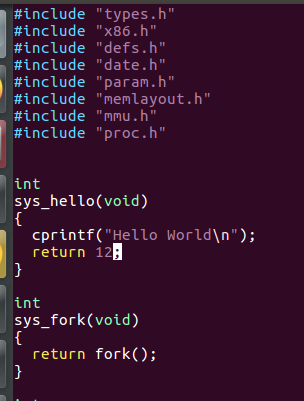 #include "types.h"
#include "x86.h"
#include "defs.h"
#include "date.h"
#include "param.h"
#include "memlayout.h"
#include "mmu.h"
#include "proc.h"
int
sys_hello(void)
{
  cprintf("Hello World\n");
  return 12;
}
int
sys_fork(void)
{
  return fork();
}